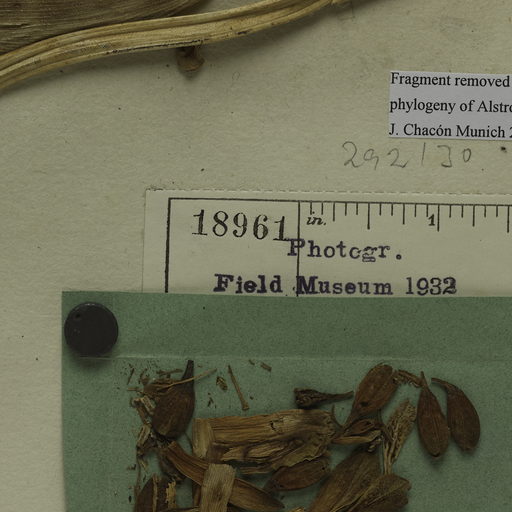 Fragment removed
phylogeny of Alstro
J. Chacón Munich 2
292130
18961
in.
1
Photogr.
Field Museum 1932